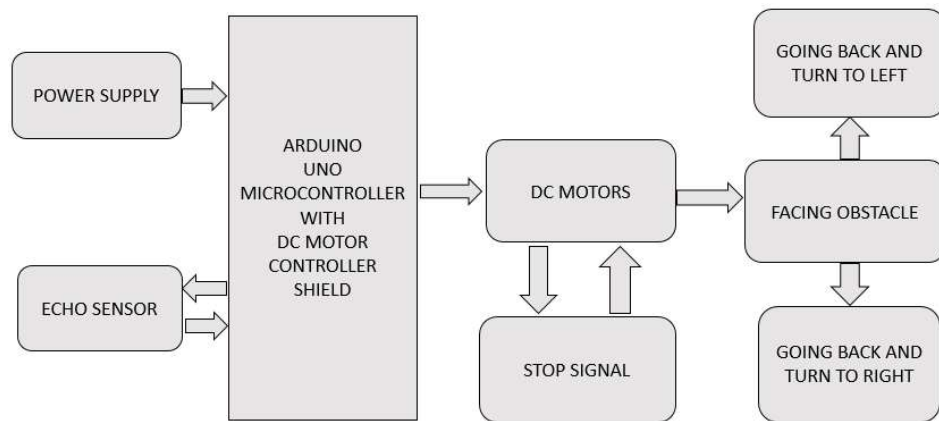 POWER SUPPLY
ECHO SENSOR
ARDUINO
UNO
MICROCONTROLLER
WITH
DC MOTOR
CONTROLLER
SHIELD
DC MOTORS
STOP SIGNAL
GOING BACK AND
TURN TO LEFT
FACING OBSTACLE
GOING BACK AND
TURN TO RIGHT